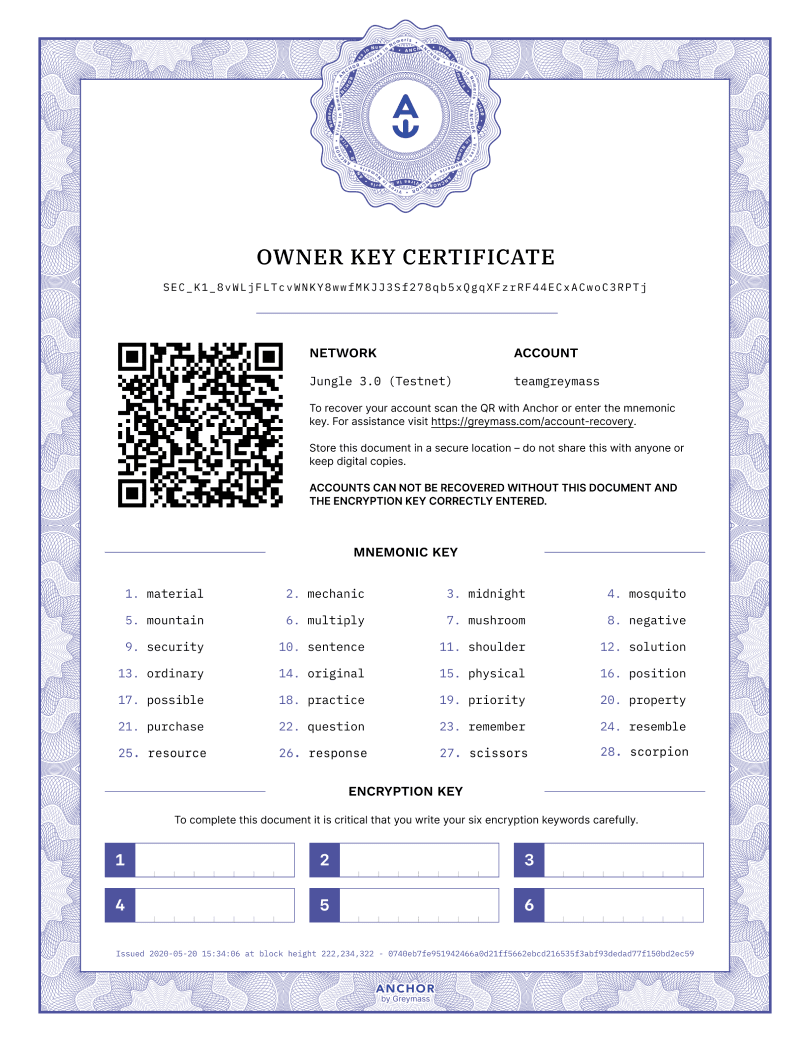 OWNER KEY CERTIFICATE
SEC_K1_8vWLjFLTcvWNKY8wwfMKJJ3Sf278qb5xQgqXFzrRF44ECxACwoC3RPTj
NETWORK
ACCOUNT
Jungle 3.0 (Testnet)
teamgreymass
To recover your account scan the QR with Anchor or enter the mnemonic
key. For assistance visit https://greymass.com/account-recovery.
Store this document in a secure location – do not share this with anyone or
keep digital copies.
ACCOUNTS CAN NOT BE RECOVERED WITHOUT THIS DOCUMENT AND
THE ENCRYPTION KEY CORRECTLY ENTERED.
MNEMONIC KEY
1. material 2. mechanic 3. midnight 4. mosquito
5. mountain 6. multiply 7. mushroom 8. negative
9. security 10. sentence 11. shoulder 12. solution
13. ordinary 14. original 15. physical 16. position
17. possible 18. practice 19. priority 20. property
21. purchase 22. question 23. remember 24. resemble
25. resource 26. response 27. scissors 28. scorpion
ENCRYPTION KEY
To complete this document it is critical that you write your six encryption keywords carefully.
1 2 3
4 5 6
Issued 2020-05-20 15:34:06 at block height 222,234,322 - 0740eb7fe951942466a0d21ff5662ebcd216535f3abf93dedad77f150bd2ec59
ANCHOR
by Greymass